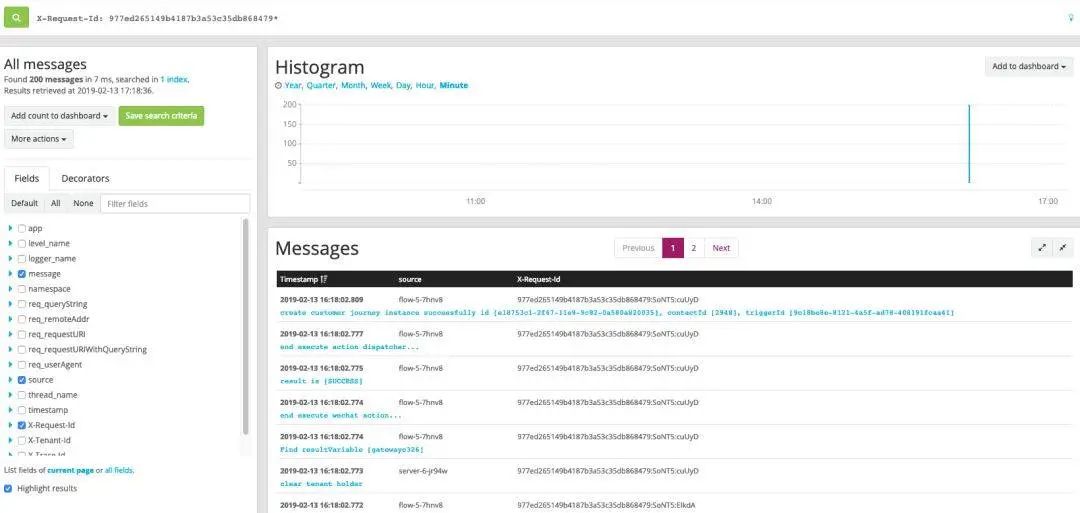 X-Request-Id: 977ed265149b4187b3a53c35db868479*
All messages
Found 200 messages in 7 ms, searched in 1 index.
Results retrieved at 2019-02-13 17:18:36.
Add count to dashboard
Save search criteria
More actions
Fields
Decorators
Default
All
None
Filter fields
app
level_name
logger_name
message
namespace
req_queryString
req_remoteAddr
req_requestURI
req_requestURIWithQueryString
req_userAgent
source
thread_name
timestamp
X-Request-Id
X-Tenant-Id
X-Trace-Id
List fields of current page or all fields.
Highlight results
Histogram
Add to dashboard
Year, Quarter, Month, Week, Day, Hour, Minute
200
150
100
50
11:00
14:00
17:00
Messages
Previous
1
2
Next
Timestamp
source
X-Request-Id
2019-02-13 16:18:02.809 flow-5-7hnv8 977ed265149b4187b3a53c35db868479:SoNT5:cuUyD
create customer journey instance successfully id contactId [2948], triggerId
2019-02-13 16:18:02.777 flow-5-7hnv8 977ed265149b4187b3a53c35db868479:SoNT5:cuUyD
end execute action dispatcher...
2019-02-13 16:18:02.775 flow-5-7hnv8 977ed265149b4187b3a53c35db868479:SoNT5:cuUyD
result is [SUCCESS]
2019-02-13 16:18:02.774 flow-5-7hnv8 977ed265149b4187b3a53c35db868479:SoNT5:cuUyD
end execute wechat action...
2019-02-13 16:18:02.774 flow-5-7hnv8 977ed265149b4187b3a53c35db868479:SoNT5:cuUyD
Find resultVariable [gateway0326]
2019-02-13 16:18:02.773 server-6-jr94w 977ed265149b4187b3a53c35db868479:SoNT5:cuUyD
clear tenant holder
2019-02-13 16:18:02.772 flow-5-7hnv8 977ed265149b4187b3a53c35db868479:SoNT5:ElkdA